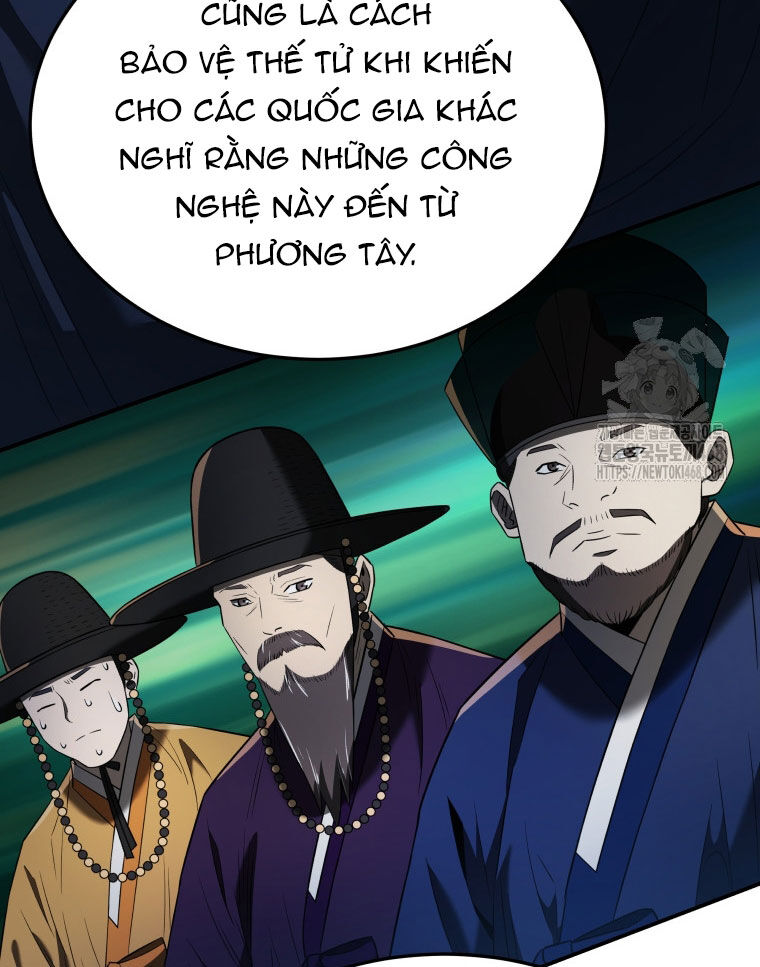 CŨNG LÀ CÁCH
BẢO VỆ THẾ TỬ KHI KHIẾN
CHO CÁC QUỐC GIA KHÁC
NGHĨ RẰNG NHỮNG CÔNG
NGHỆ NÀY ĐẾN TỪ
PHƯƠNG TÂY.
HTTPS://NEWTOKI468